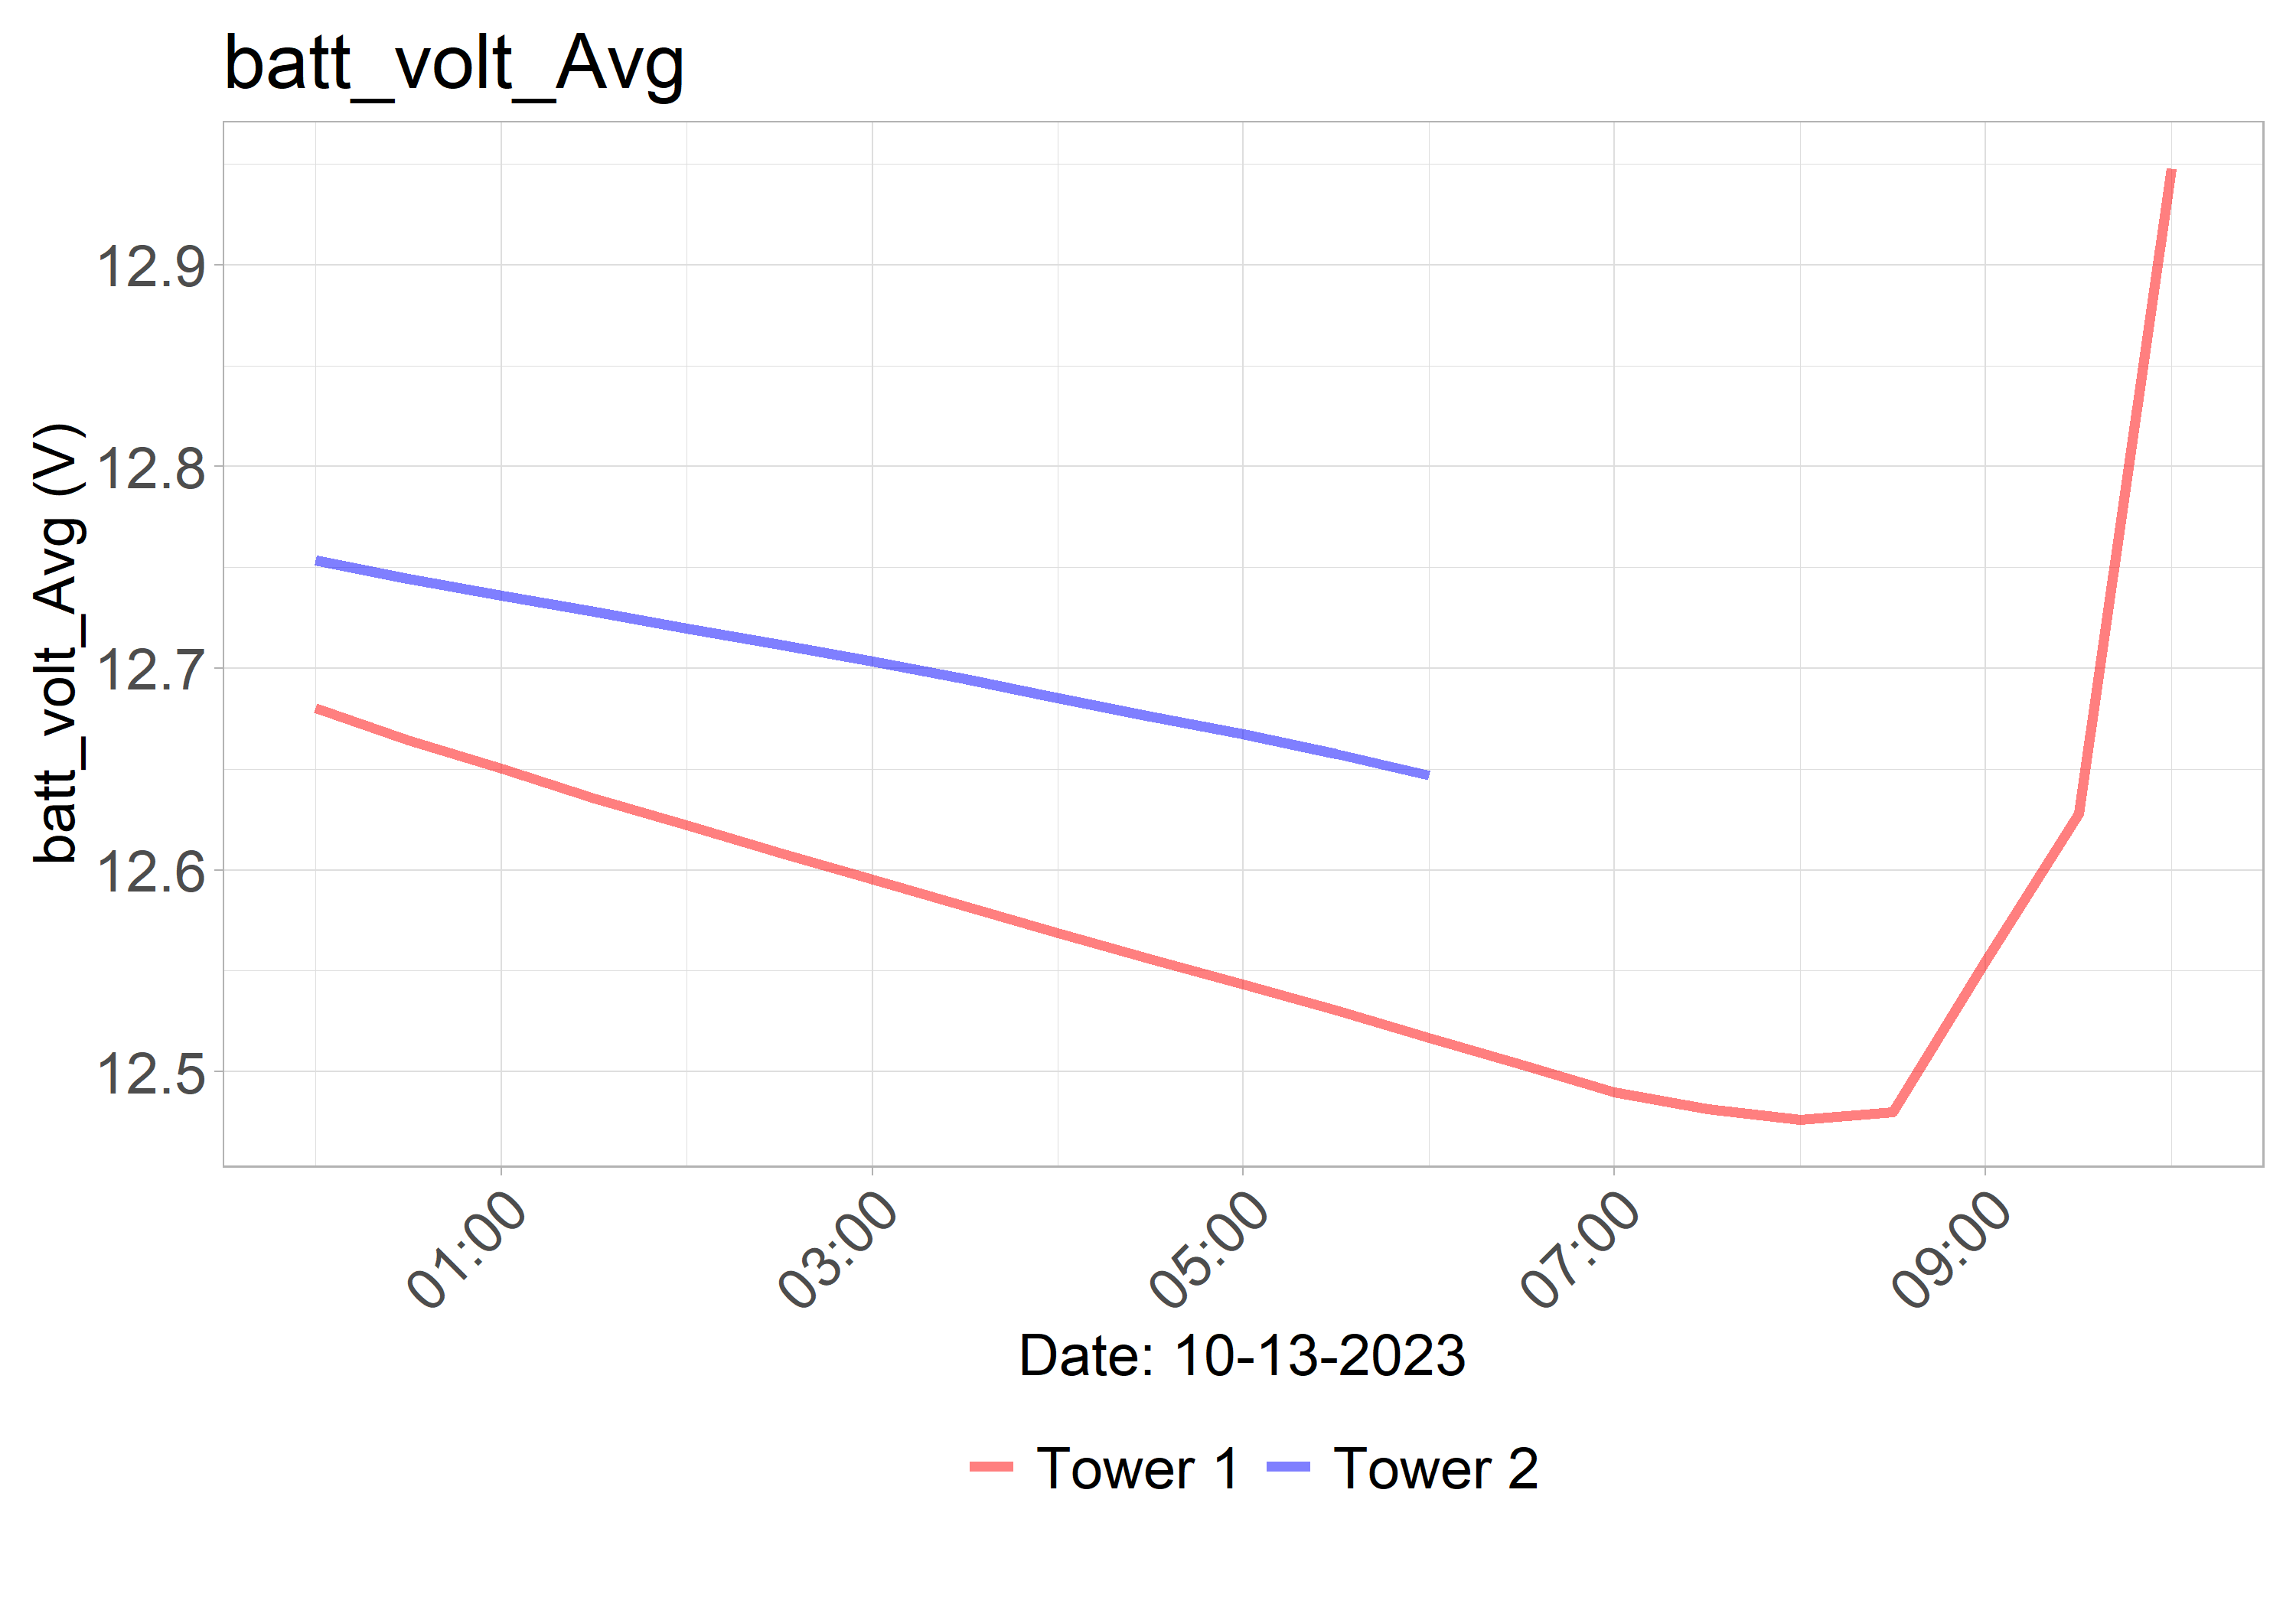 batt_volt_Avg
batt_volt_Avg (V)
12.9
12.8
12.7
12.6
12.5
01:00 03:00 05:00 07:00 09:00
Date: 10-13-2023
Tower 1 Tower 2